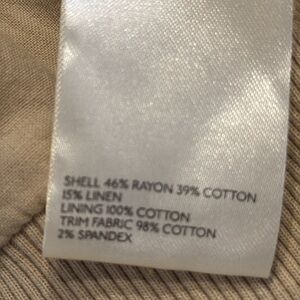 SHELL 46% RAYON 39% COTTON
15% LINEN
LINING 100% COTTON
TRIM FABRIC 98% COTTON
2% SPANDEX